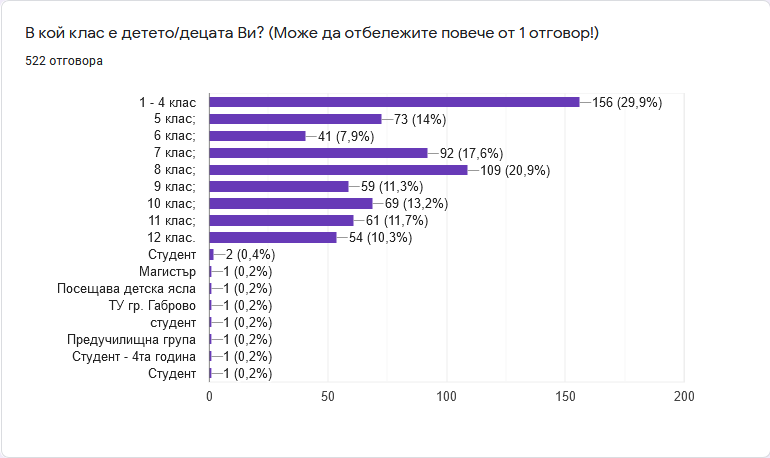 В кой клас е детето/децата Ви? (Може да отбележите повече от 1 отговор!)
522 отговора
1 - 4 клас 156 (29,9%)
5 клас; 73 (14%)
6 клас; 41 (7,9%)
7 клас; 92 (17,6%)
8 клас; 109 (20,9%)
9 клас; 59 (11,3%)
10 клас; 69 (13,2%)
11 клас; 61 (11,7%)
12 клас. 54 (10,3%)
Студент 2 (0,4%)
Магистър 1 (0,2%)
Посещава детска ясла 1 (0,2%)
ТУ гр. Габрово 1 (0,2%)
студент 1 (0,2%)
Предучилищна група 1 (0,2%)
Студент - 4та година 1 (0,2%)
Студент 1 (0,2%)
0 50 100 150 200